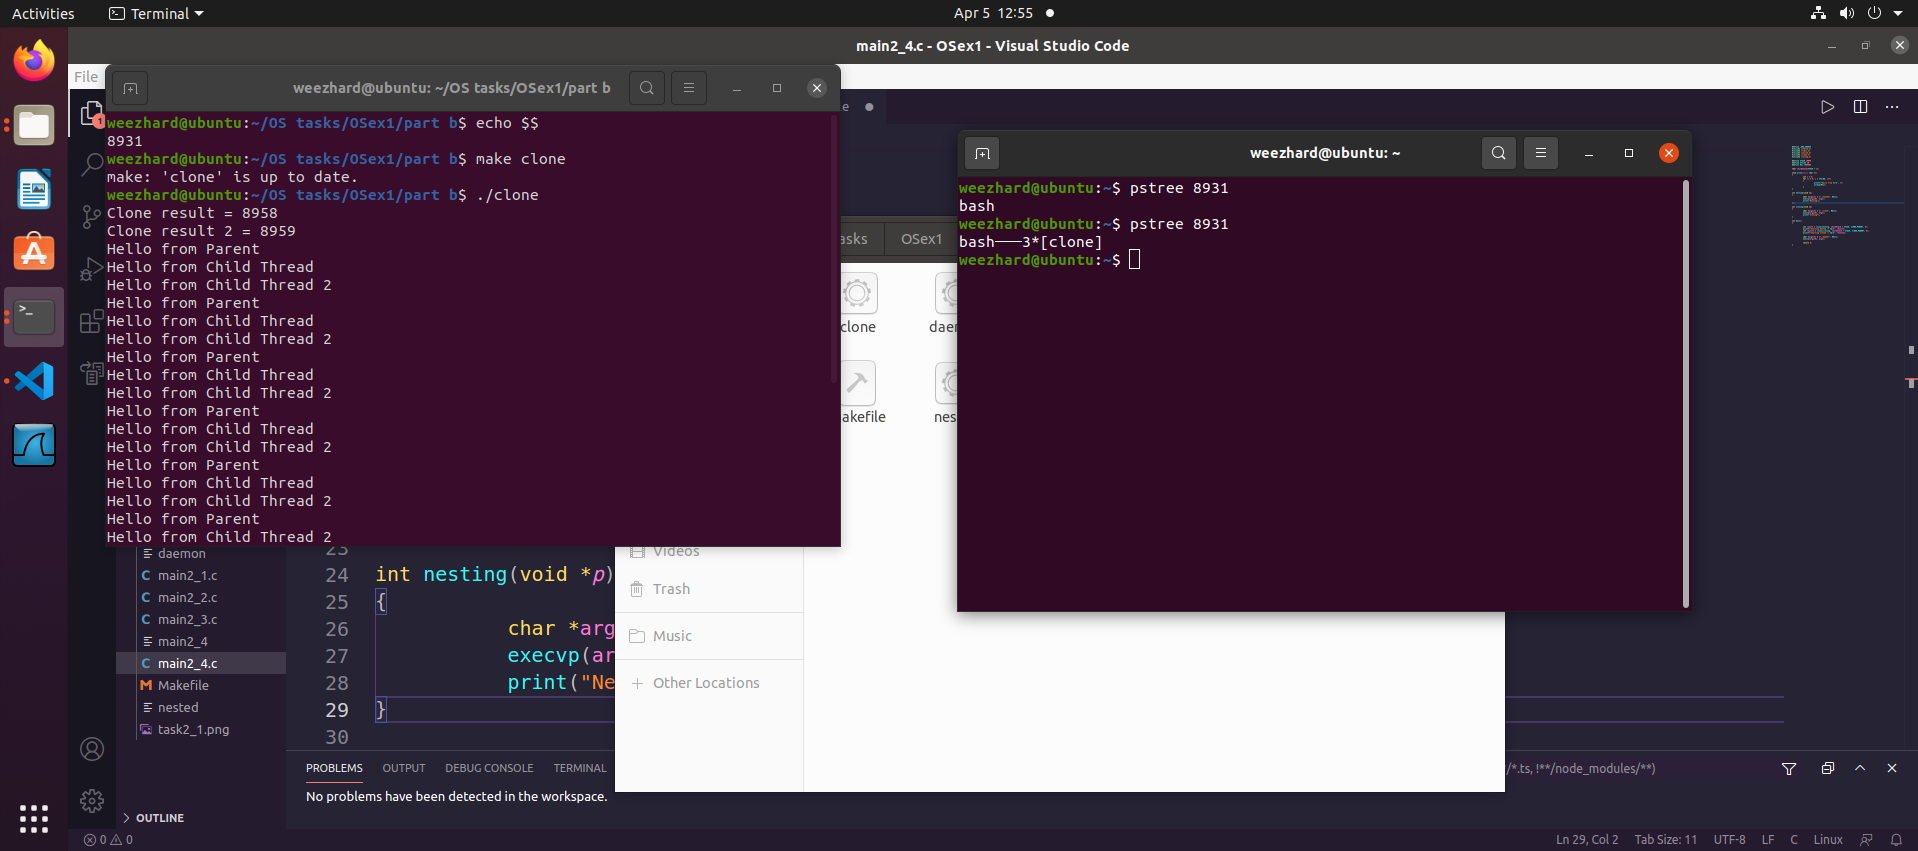 Activities
Terminal
Apr 5 12:55
main2_4.c - OSex1 - Visual Studio Code
File
weezhard@ubuntu: ~/OS tasks/OSex1/part b
1
weezhard@ubuntu:~/OS tasks/OSex1/part b$ echo $$
8931
weezhard@ubuntu:~/OS tasks/OSex1/part b$ make clone
make: 'clone' is up to date.
weezhard@ubuntu:~/OS tasks/OSex1/part b$ ./clone
Clone result = 8958
Clone result 2 = 8959
Hello from Parent
Hello from Child Thread
Hello from Child Thread 2
Hello from Parent
Hello from Child Thread
Hello from Child Thread 2
Hello from Parent
Hello from Child Thread
Hello from Child Thread 2
Hello from Parent
Hello from Child Thread
Hello from Child Thread 2
Hello from Parent
Hello from Child Thread
Hello from Child Thread 2
Hello from Parent
Hello from Child Thread 2
e
weezhard@ubuntu: ~
weezhard@ubuntu:~$ pstree 8931
bash
weezhard@ubuntu:~$ pstree 8931
bash───3*[clone]
weezhard@ubuntu:~$
asks
OSex1
clone
daem
akefile
nes
Videos
Trash
Music
Other Locations
daemon
main2_1.c
main2_2.c
main2_3.c
main2_4
main2_4.c
Makefile
nested
task2_1.png
OUTLINE
23
24 int nesting(void *p)
25 {
26 char *arg
27 execvp(ar
28 print("Ne
29 }
30
PROBLEMS
OUTPUT
DEBUG CONSOLE
TERMINAL
/*.ts, !**/node_modules/**)
No problems have been detected in the workspace.
0 0
Ln 29, Col 2
Tab Size: 11
UTF-8
LF
C
Linux